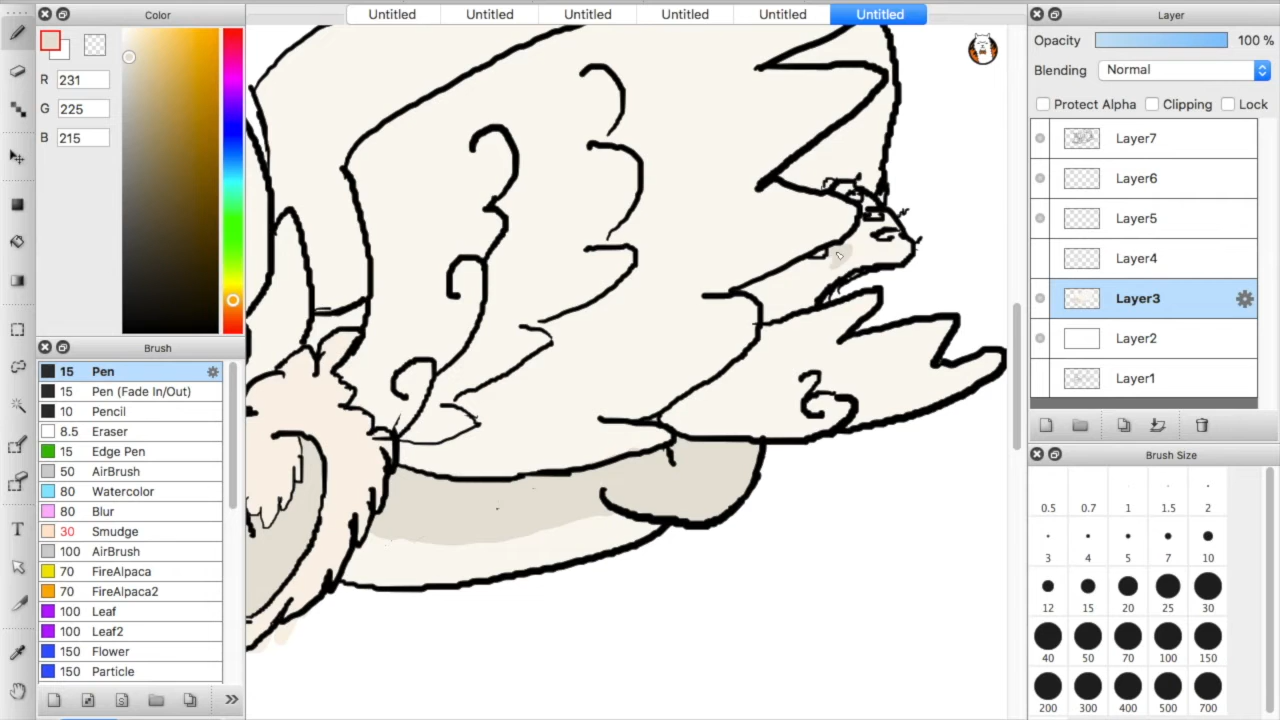 Color
Untitled Untitled Untitled Untitled Untitled Untitled
Layer
R 231
G 225
B 215
Opacity 100 %
Blending Normal
Protect Alpha Clipping Lock
Layer7
Layer6
Layer5
Layer4
Layer3
Layer2
Layer1
Brush
15 Pen
15 Pen (Fade In/Out)
10 Pencil
8.5 Eraser
15 Edge Pen
50 AirBrush
80 Watercolor
80 Blur
30 Smudge
100 AirBrush
70 FireAlpaca
70 FireAlpaca2
100 Leaf
100 Leaf2
150 Flower
150 Particle
Brush Size
0.5 0.7 1 1.5 2
3 4 5 7 10
12 15 20 25 30
40 50 70 100 150
200 300 400 500 700